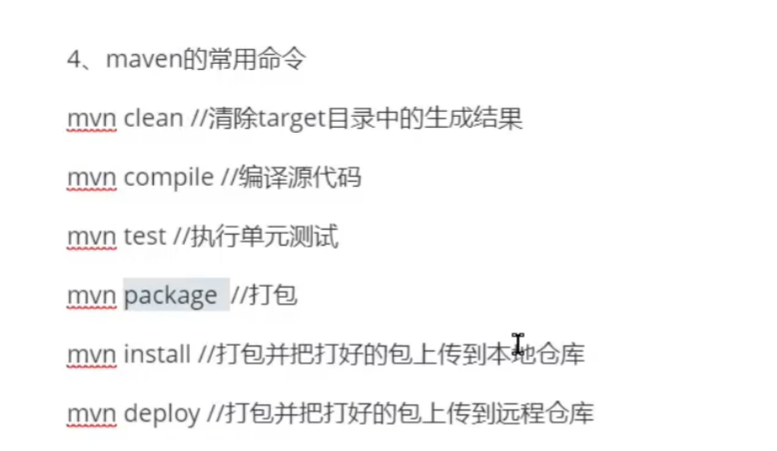 4、maven的常用命令
mvn clean //清除target目录中的生成结果
mvn compile //编译源代码
mvn test //执行单元测试
mvn package //打包
mvn install //打包并把打好的包上传到本地仓库
mvn deploy //打包并把打好的包上传到远程仓库